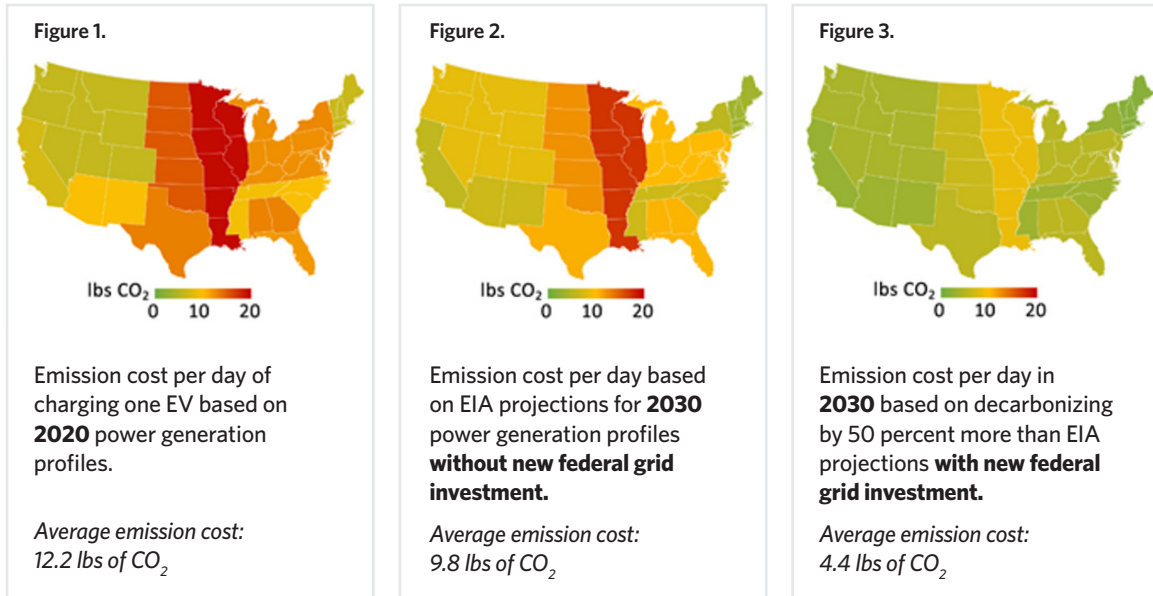 Figure 1.
lbs CO₂
0 10 20
Emission cost per day of
charging one EV based on
2020 power generation
profiles.
Average emission cost:
12.2 lbs of CO₂
Figure 2.
lbs CO₂
0 10 20
Emission cost per day based
on EIA projections for 2030
power generation profiles
without new federal grid
investment.
Average emission cost:
9.8 lbs of CO₂
Figure 3.
lbs CO₂
0 10 20
Emission cost per day in
2030 based on decarbonizing
by 50 percent more than EIA
projections with new federal
grid investment.
Average emission cost:
4.4 lbs of CO₂